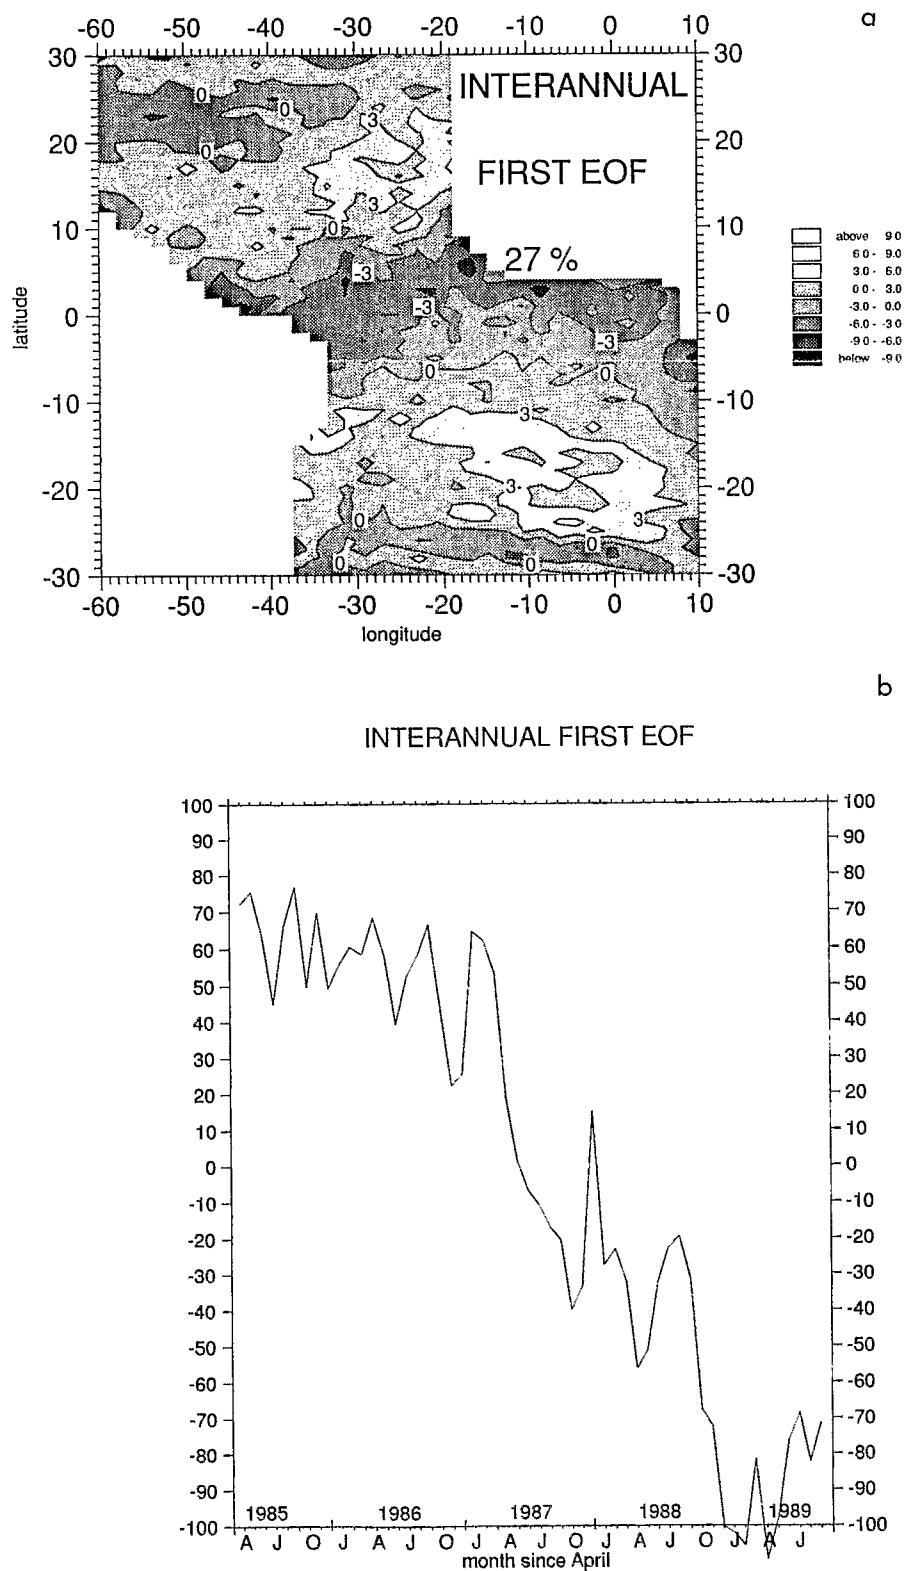 a
-60 -50 -40 -30 -20 -10 0 10
30 30
INTERANNUAL
20 20
FIRST EOF
10 10
27 %
0 0
-10 -10
-20 -20
-30 -30
0 0 3 0 3 0 -3 -3 -3 0 0 3 3- 3 0 0 0 0
-60 -50 -40 -30 -20 -10 0 10
latitude
longitude
above 9.0
6.0 - 9.0
3.0 - 6.0
0.0 - 3.0
-3.0 - 0.0
-6.0 - -3.0
-9.0 - -6.0
below -9.0
b
INTERANNUAL FIRST EOF
100 100
90 90
80 80
70 70
60 60
50 50
40 40
30 30
20 20
10 10
0 0
-10 -10
-20 -20
-30 -30
-40 -40
-50 -50
-60 -60
-70 -70
-80 -80
-90 -90
1985 1986 1987 1988 1989
-100 -100
A J O J A J O J A J O J A J O J A J
month since April